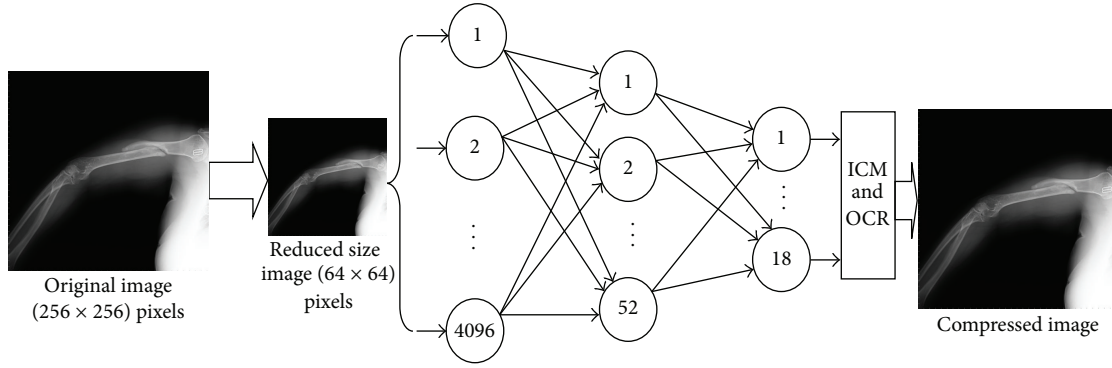 Original image
(256 × 256) pixels
Reduced size
image (64 × 64)
pixels
1
2
⋮
4096
1
2
⋮
52
1
⋮
18
ICM
and
OCR
Compressed image